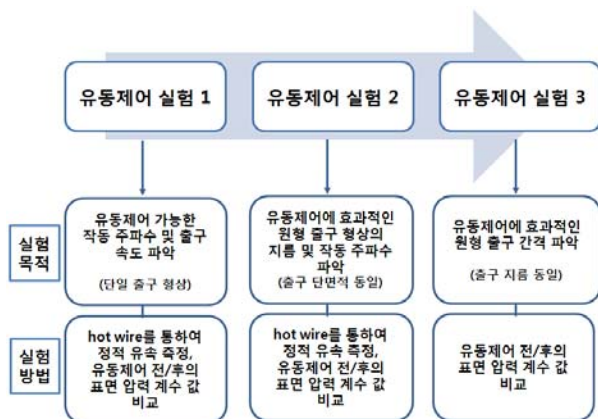 유동제어 실험 1
유동제어 실험 2
유동제어 실험 3
실험
목적
유동제어 가능한
작동 주파수 및 출구
속도 파악
(단일 출구 형상)
유동제어에 효과적인
원형 출구 형상의
지름 및 작동 주파수
파악
(출구 단면적 동일)
유동제어에 효과적인
원형 출구 간격 파악
(출구 지름 동일)
실험
방법
hot wire를 통하여
정적 유속 측정,
유동제어 전/후의
표면 압력 계수 값
비교
hot wire를 통하여
정적 유속 측정,
유동제어 전/후의
표면 압력 계수 값
비교
유동제어 전/후의
표면 압력 계수 값
비교